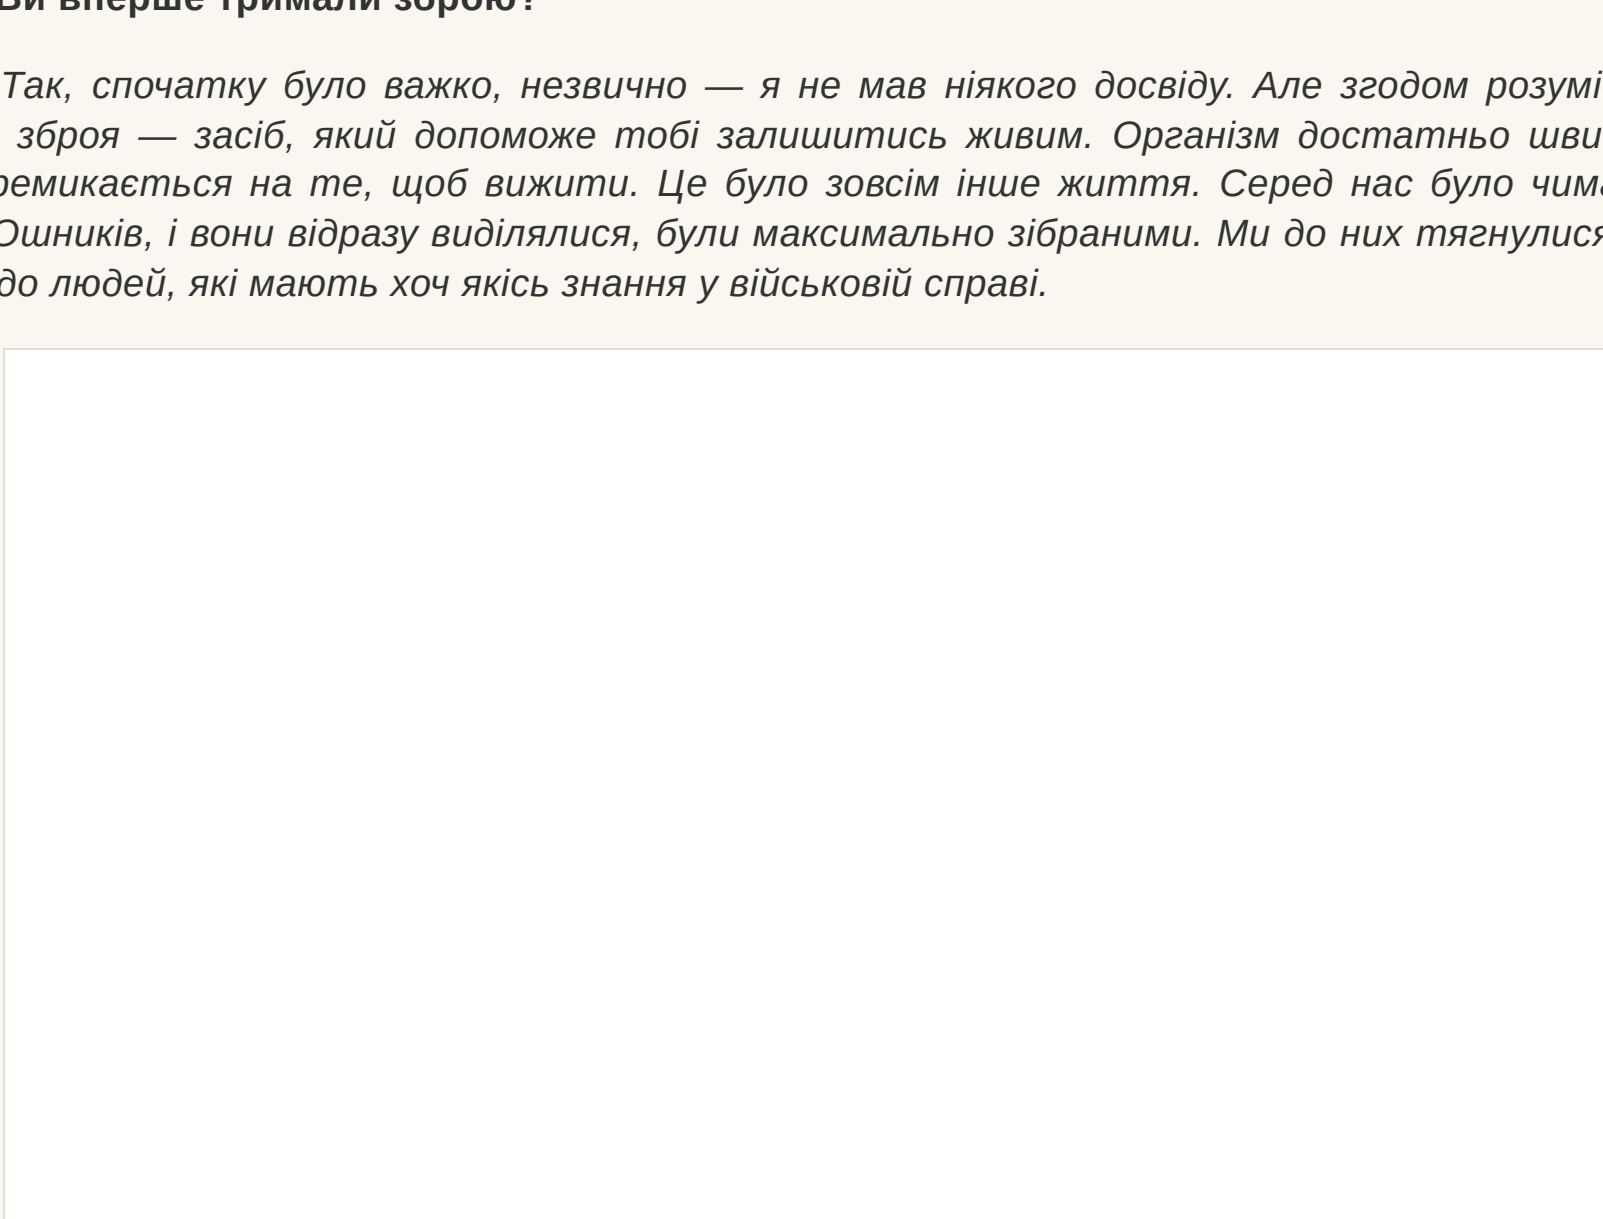 Ви вперше тримали зброю?
Так, спочатку було важко, незвично — я не мав ніякого досвіду. Але згодом розумі
зброя — засіб, який допоможе тобі залишитись живим. Організм достатньо шви
ремикається на те, щоб вижити. Це було зовсім інше життя. Серед нас було чима
Ошників, і вони відразу виділялися, були максимально зібраними. Ми до них тягнулися
до людей, які мають хоч якісь знання у військовій справі.